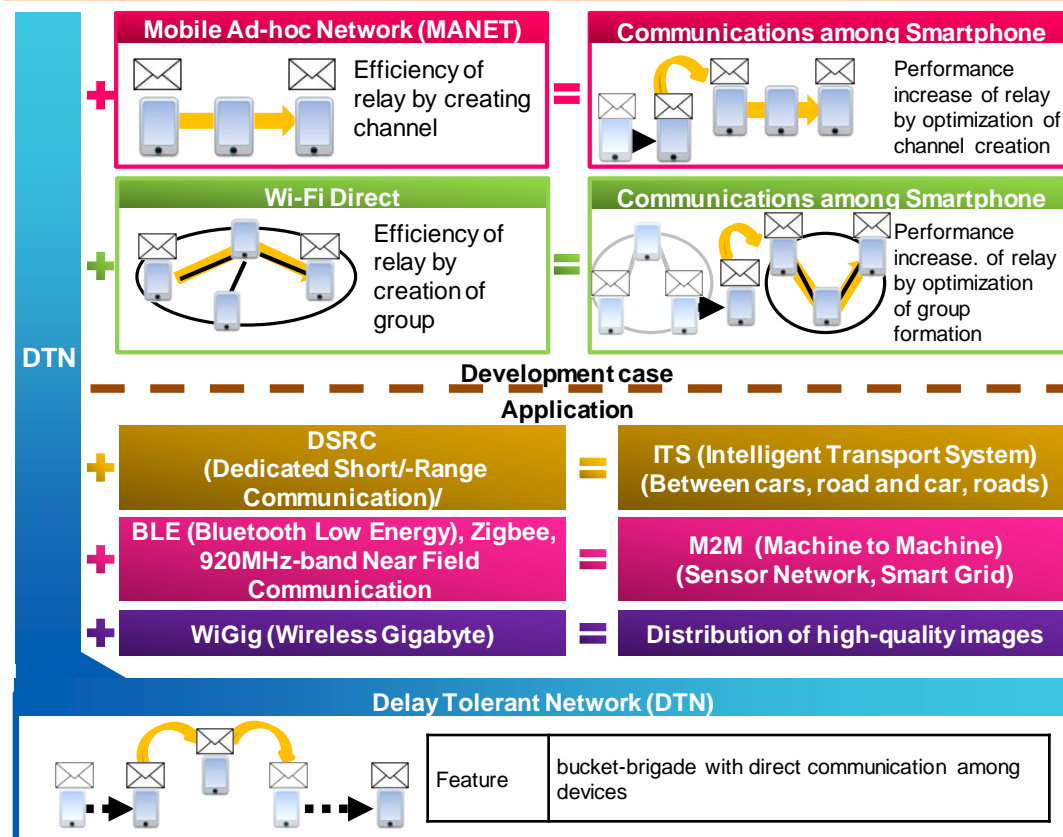 Mobile Ad-hoc Network (MANET)
Efficiency of
relay by creating
channel
Communications among Smartphone
Performance
increase of relay
by optimization of
channel creation
Wi-Fi Direct
Efficiency of
relay by
creation of
group
Communications among Smartphone
Performance
increase. of relay
by optimization
of group
formation
DTN
Development case
Application
DSRC
(Dedicated Short/-Range
Communication)/
ITS (Intelligent Transport System)
(Between cars, road and car, roads)
BLE (Bluetooth Low Energy), Zigbee,
920MHz-band Near Field
Communication
M2M (Machine to Machine)
(Sensor Network, Smart Grid)
WiGig (Wireless Gigabyte)
Distribution of high-quality images
Delay Tolerant Network (DTN)
Feature
bucket-brigade with direct communication among
devices